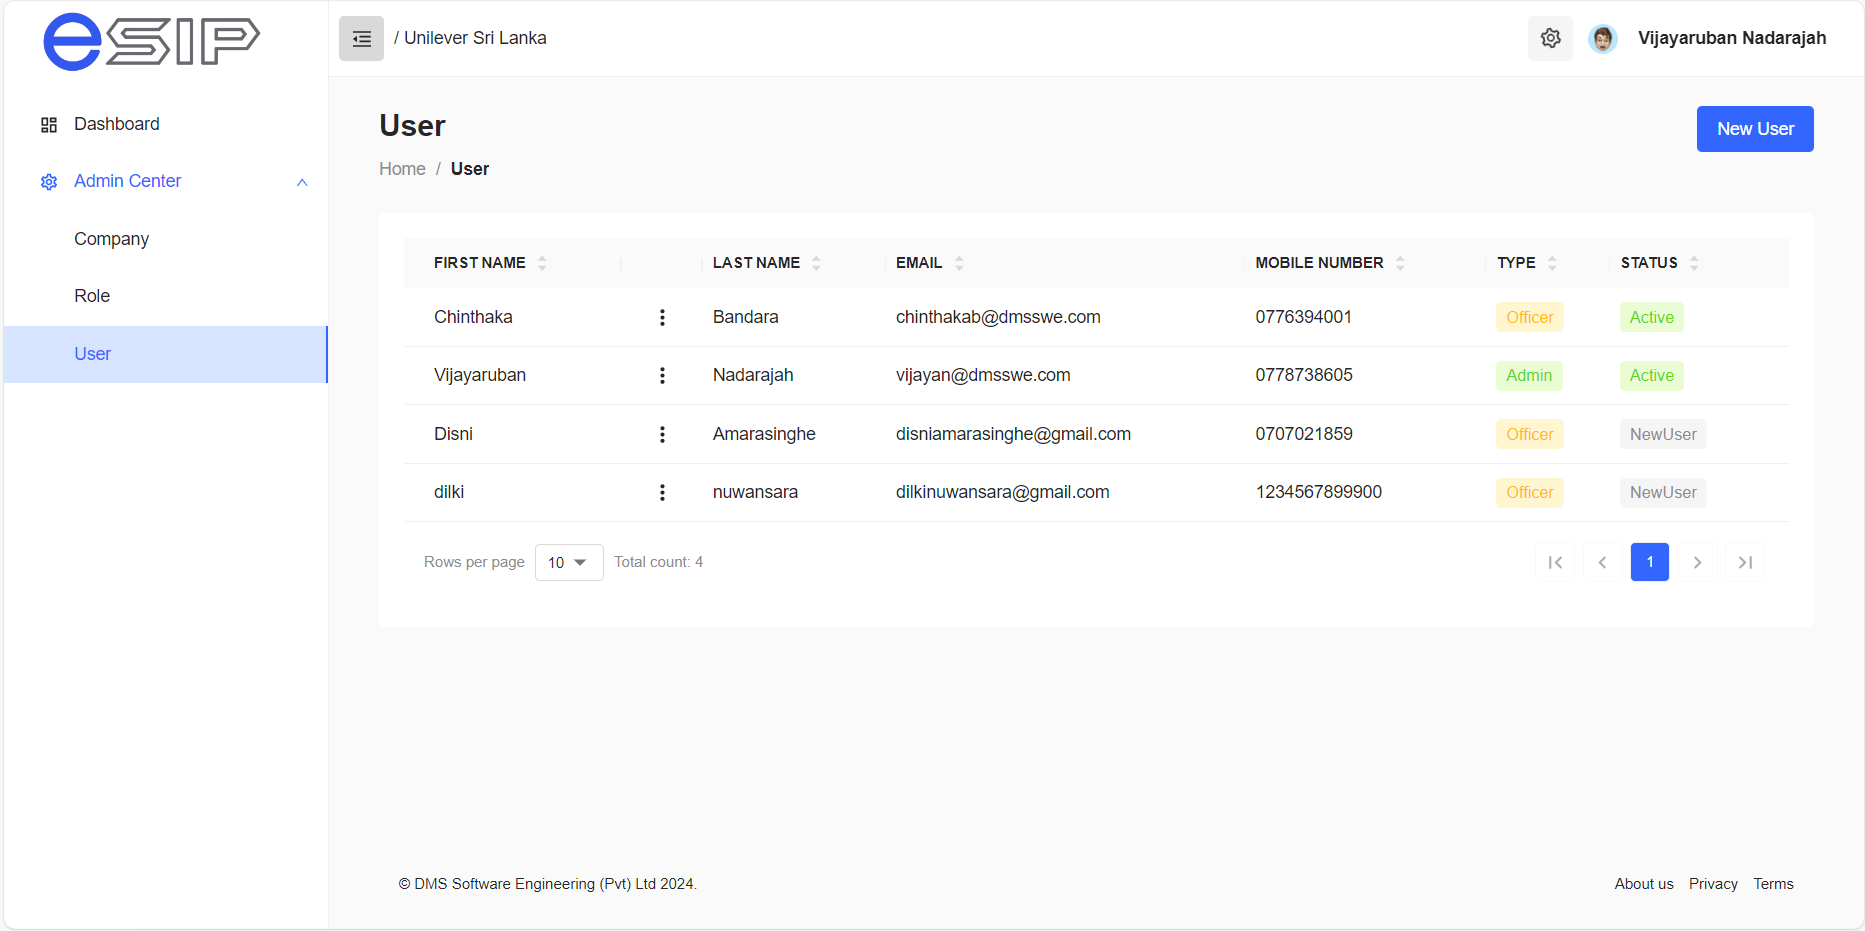 eSIP
/ Unilever Sri Lanka
Vijayaruban Nadarajah
Dashboard
Admin Center
Company
Role
User
User
New User
Home / User
FIRST NAME LAST NAME EMAIL MOBILE NUMBER TYPE STATUS
Chinthaka Bandara chinthakab@dmsswe.com 0776394001 Officer Active
Vijayaruban Nadarajah vijayan@dmsswe.com 0778738605 Admin Active
Disni Amarasinghe disniamarasinghe@gmail.com 0707021859 Officer NewUser
dilki nuwansara dilkinuwansara@gmail.com 1234567899900 Officer NewUser
Rows per page 10 Total count: 4 1
© DMS Software Engineering (Pvt) Ltd 2024.
About us Privacy Terms